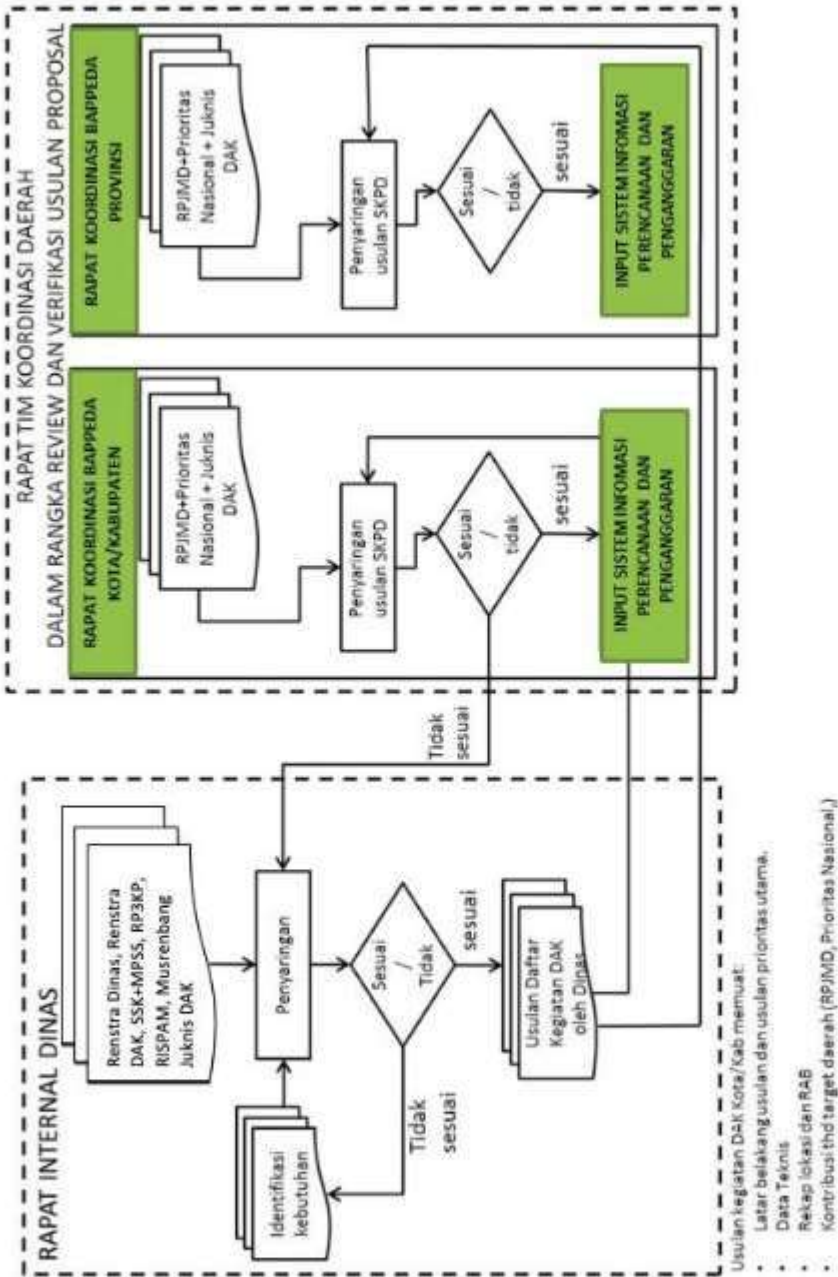 RAPAT TIM KOORDINASI DAERAH
DALAM RANGKA REVIEW DAN VERIFIKASI USULAN PROPOSAL
RAPAT INTERNAL DINAS
Renstra Dinas, Renstra
DAK, SSK+MPSS, RP3KP,
RISPAM, Musrenbang
Juknis DAK
Identifikasi
kebutuhan
Penyaringan
Sesuai
/
Tidak
Tidak
sesuai
sesuai
Usulan Daftar
Kegiatan DAK
oleh Dinas
Tidak
sesuai
RAPAT KOORDINASI BAPPEDA
KOTA/KABUPATEN
RPJMD+Prioritas
Nasional + Juknis
DAK
Penyaringan
usulan SKPD
Sesuai
/
tidak
sesuai
INPUT SISTEM INFOMASI
PERENCANAAN DAN
PENGANGGARAN
RAPAT KOORDINASI BAPPEDA
PROVINSI
RPJMD+Prioritas
Nasional + Juknis
DAK
Penyaringan
usulan SKPD
Sesuai
/
tidak
sesuai
INPUT SISTEM INFOMASI
PERENCANAAN DAN
PENGANGGARAN
Usulan kegiatan DAK Kota/Kab memuat:
• Latar belakang usulan dan usulan prioritas utama,
• Data Teknis
• Rekap lokasi dan RAB
• Kontribusi thd target daerah (RPJMD, Prioritas Nasional,)